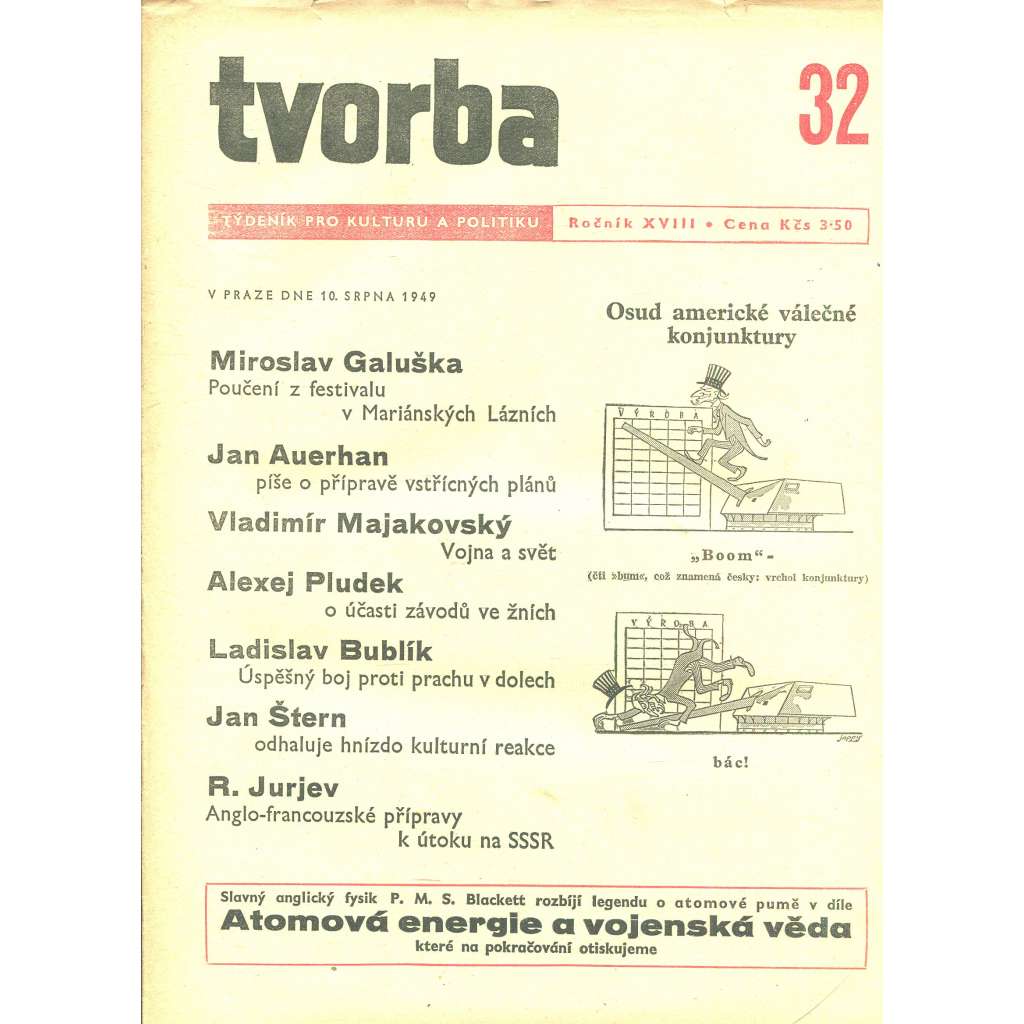 tvorba
32
TÝDENÍK PRO KULTURU A POLITIKU
Ročník XVIII • Cena Kčs 3·50
V PRAZE DNE 10. SRPNA 1949
Miroslav Galuška
Poučení z festivalu
v Mariánských Lázních
Jan Auerhan
píše o přípravě vstřícných plánů
Vladimír Majakovský
Vojna a svět
Alexej Pludek
o účasti závodů ve žních
Ladislav Bublík
Úspěšný boj proti prachu v dolech
Jan Štern
odhaluje hnízdo kulturní reakce
R. Jurjev
Anglo-francouzské přípravy
k útoku na SSSR
Osud americké válečné
konjunktury
VÝROBA
„Boom“ -
(čti »bum«, což znamená česky: vrchol konjunktury)
VÝROBA
bác!
Slavný anglický fysik P. M. S. Blackett rozbíjí legendu o atomové pumě v díle
Atomová energie a vojenská věda
které na pokračování otiskujeme